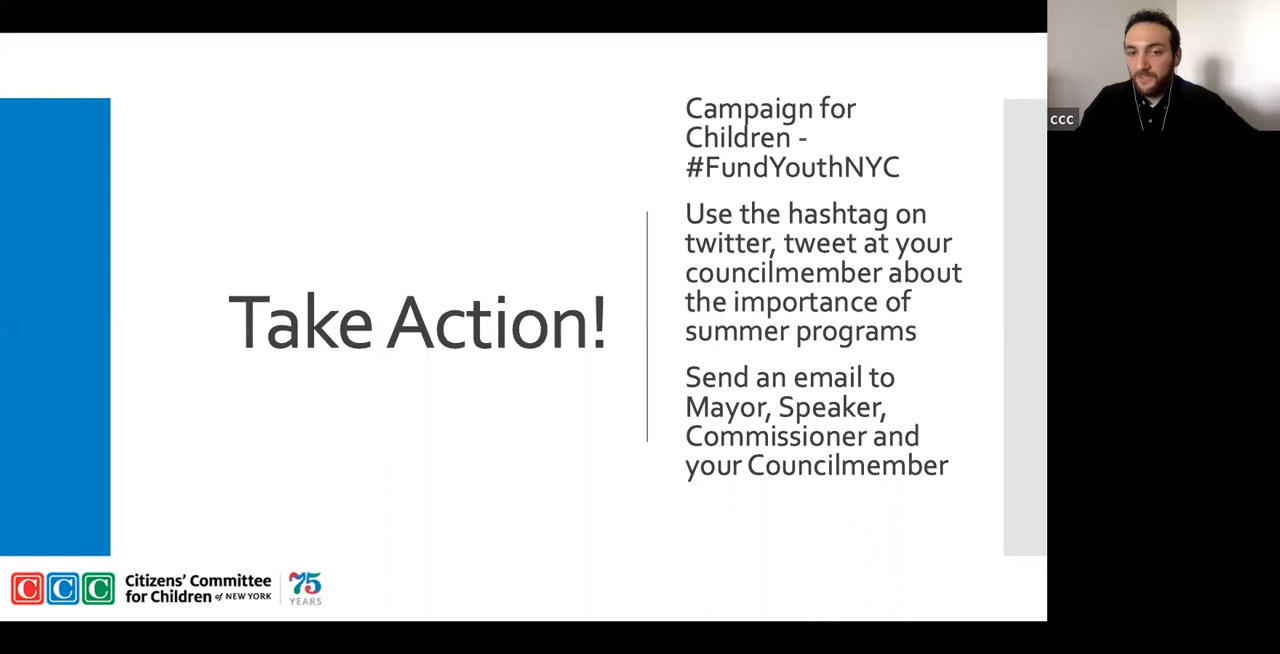 Take Action!
Campaign for
Children -
#FundYouthNYC
Use the hashtag on
twitter, tweet at your
councilmember about
the importance of
summer programs
Send an email to
Mayor, Speaker,
Commissioner and
your Councilmember
ccc
C C C
Citizens' Committee
for Children of NEW YORK
75
YEARS